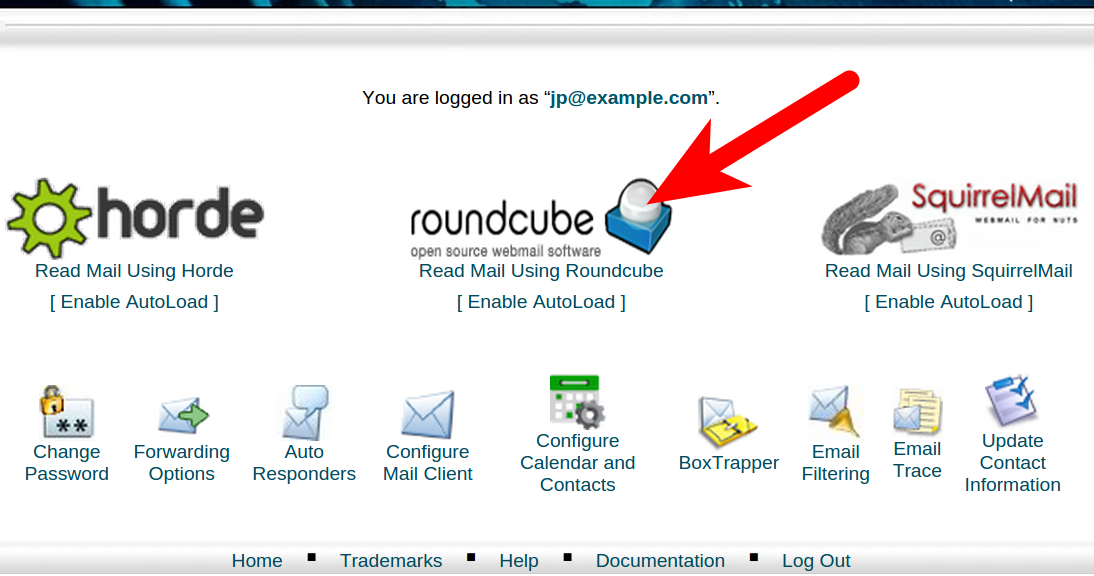 You are logged in as “jp@example.com”.
horde
roundcube
open source webmail software
SquirrelMail
WEBMAIL FOR NUTS
@
Read Mail Using Horde
Read Mail Using Roundcube
Read Mail Using SquirrelMail
[ Enable AutoLoad ]
[ Enable AutoLoad ]
[ Enable AutoLoad ]
**
Change
Password
Forwarding
Options
Auto
Responders
Configure
Mail Client
Configure
Calendar and
Contacts
BoxTrapper
Email
Filtering
Email
Trace
Update
Contact
Information
Home ▪ Trademarks ▪ Help ▪ Documentation ▪ Log Out